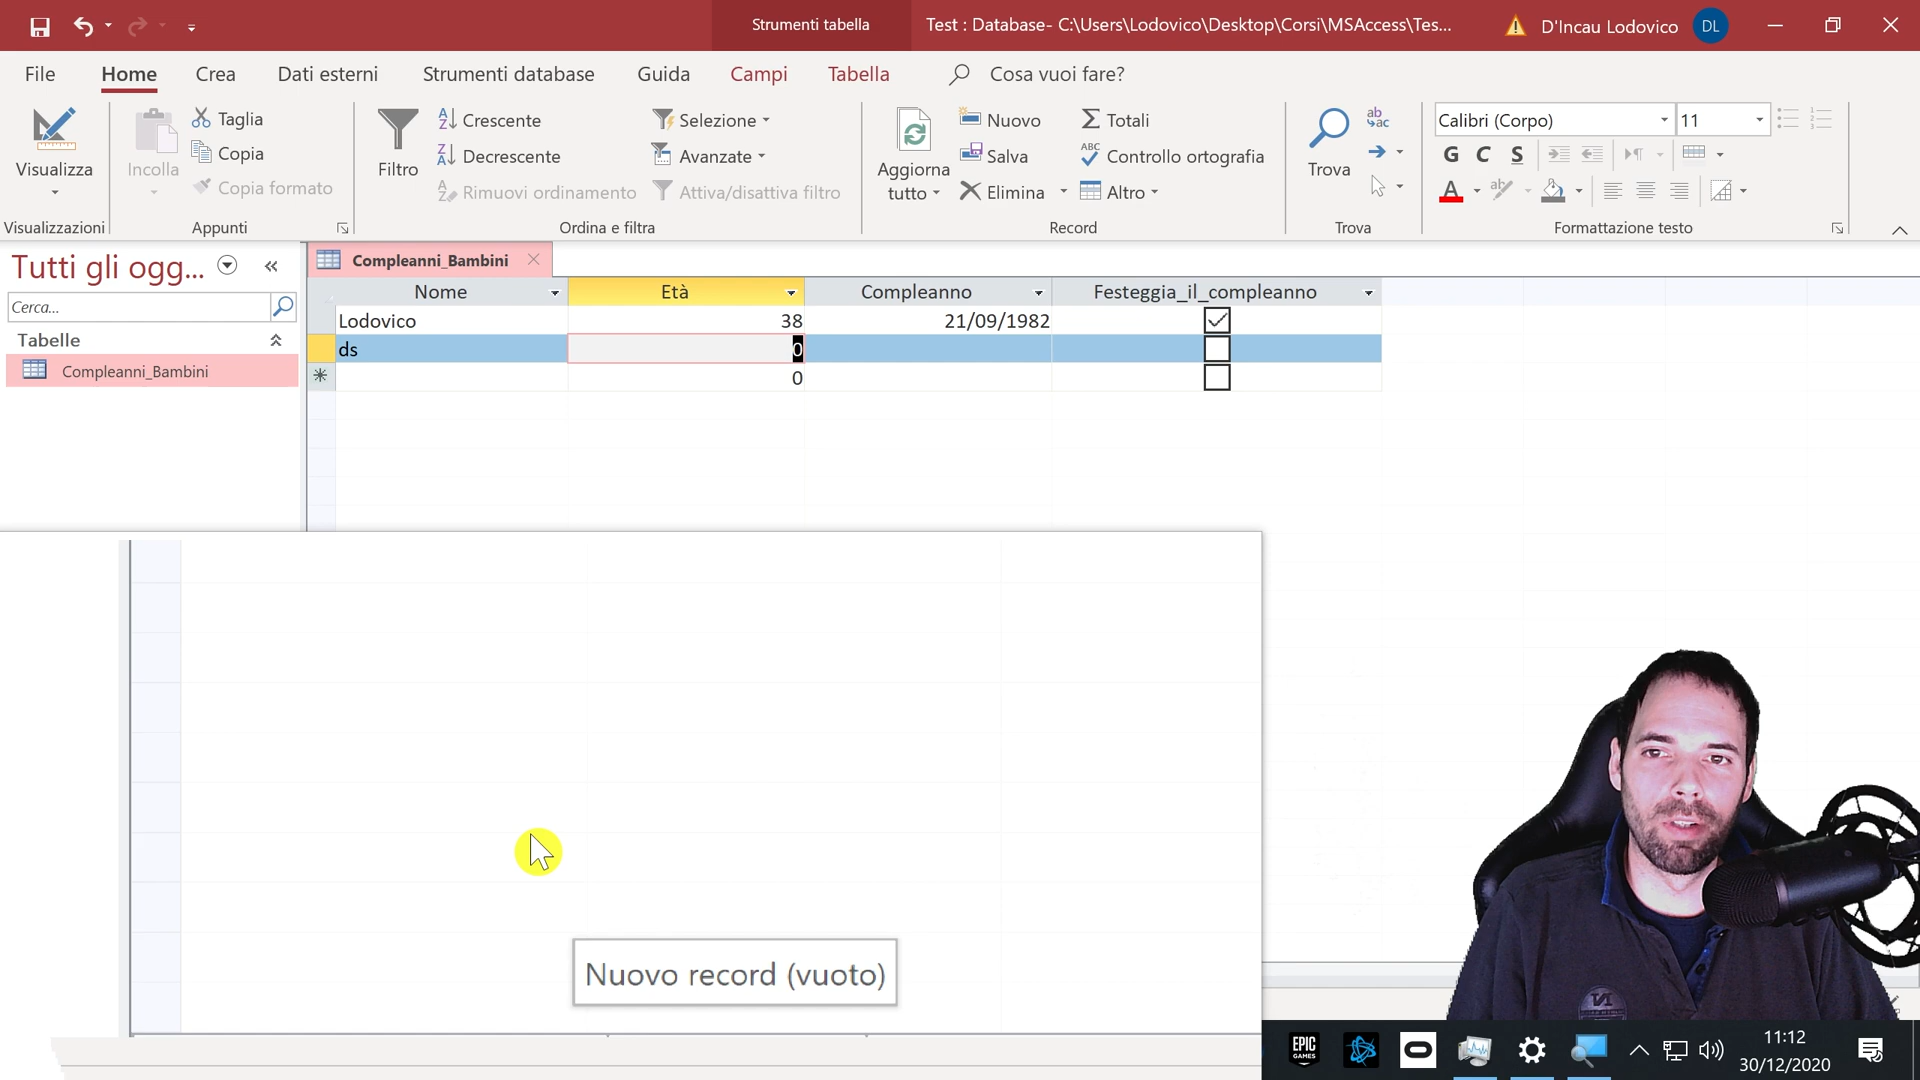 Strumenti tabella
Test : Database- C:\Users\Lodovico\Desktop\Corsi\MSAccess\Tes...
D'Incau Lodovico
DL
File
Home
Crea
Dati esterni
Strumenti database
Guida
Campi
Tabella
Cosa vuoi fare?
Visualizza
Visualizzazioni
Incolla
Taglia
Copia
Copia formato
Appunti
Filtro
Crescente
Decrescente
Rimuovi ordinamento
Selezione
Avanzate
Attiva/disattiva filtro
Ordina e filtra
Aggiorna
tutto
Nuovo
Salva
Elimina
Totali
Controllo ortografia
Altro
Record
Trova
Trova
Calibri (Corpo)
11
G C S
Formattazione testo
Tutti gli ogg...
Cerca...
Tabelle
Compleanni_Bambini
Compleanni_Bambini
Nome Età Compleanno Festeggia_il_compleanno
Lodovico 38 21/09/1982
ds 0
0
Nuovo record (vuoto)
EPIC
GAMES
11:12
30/12/2020